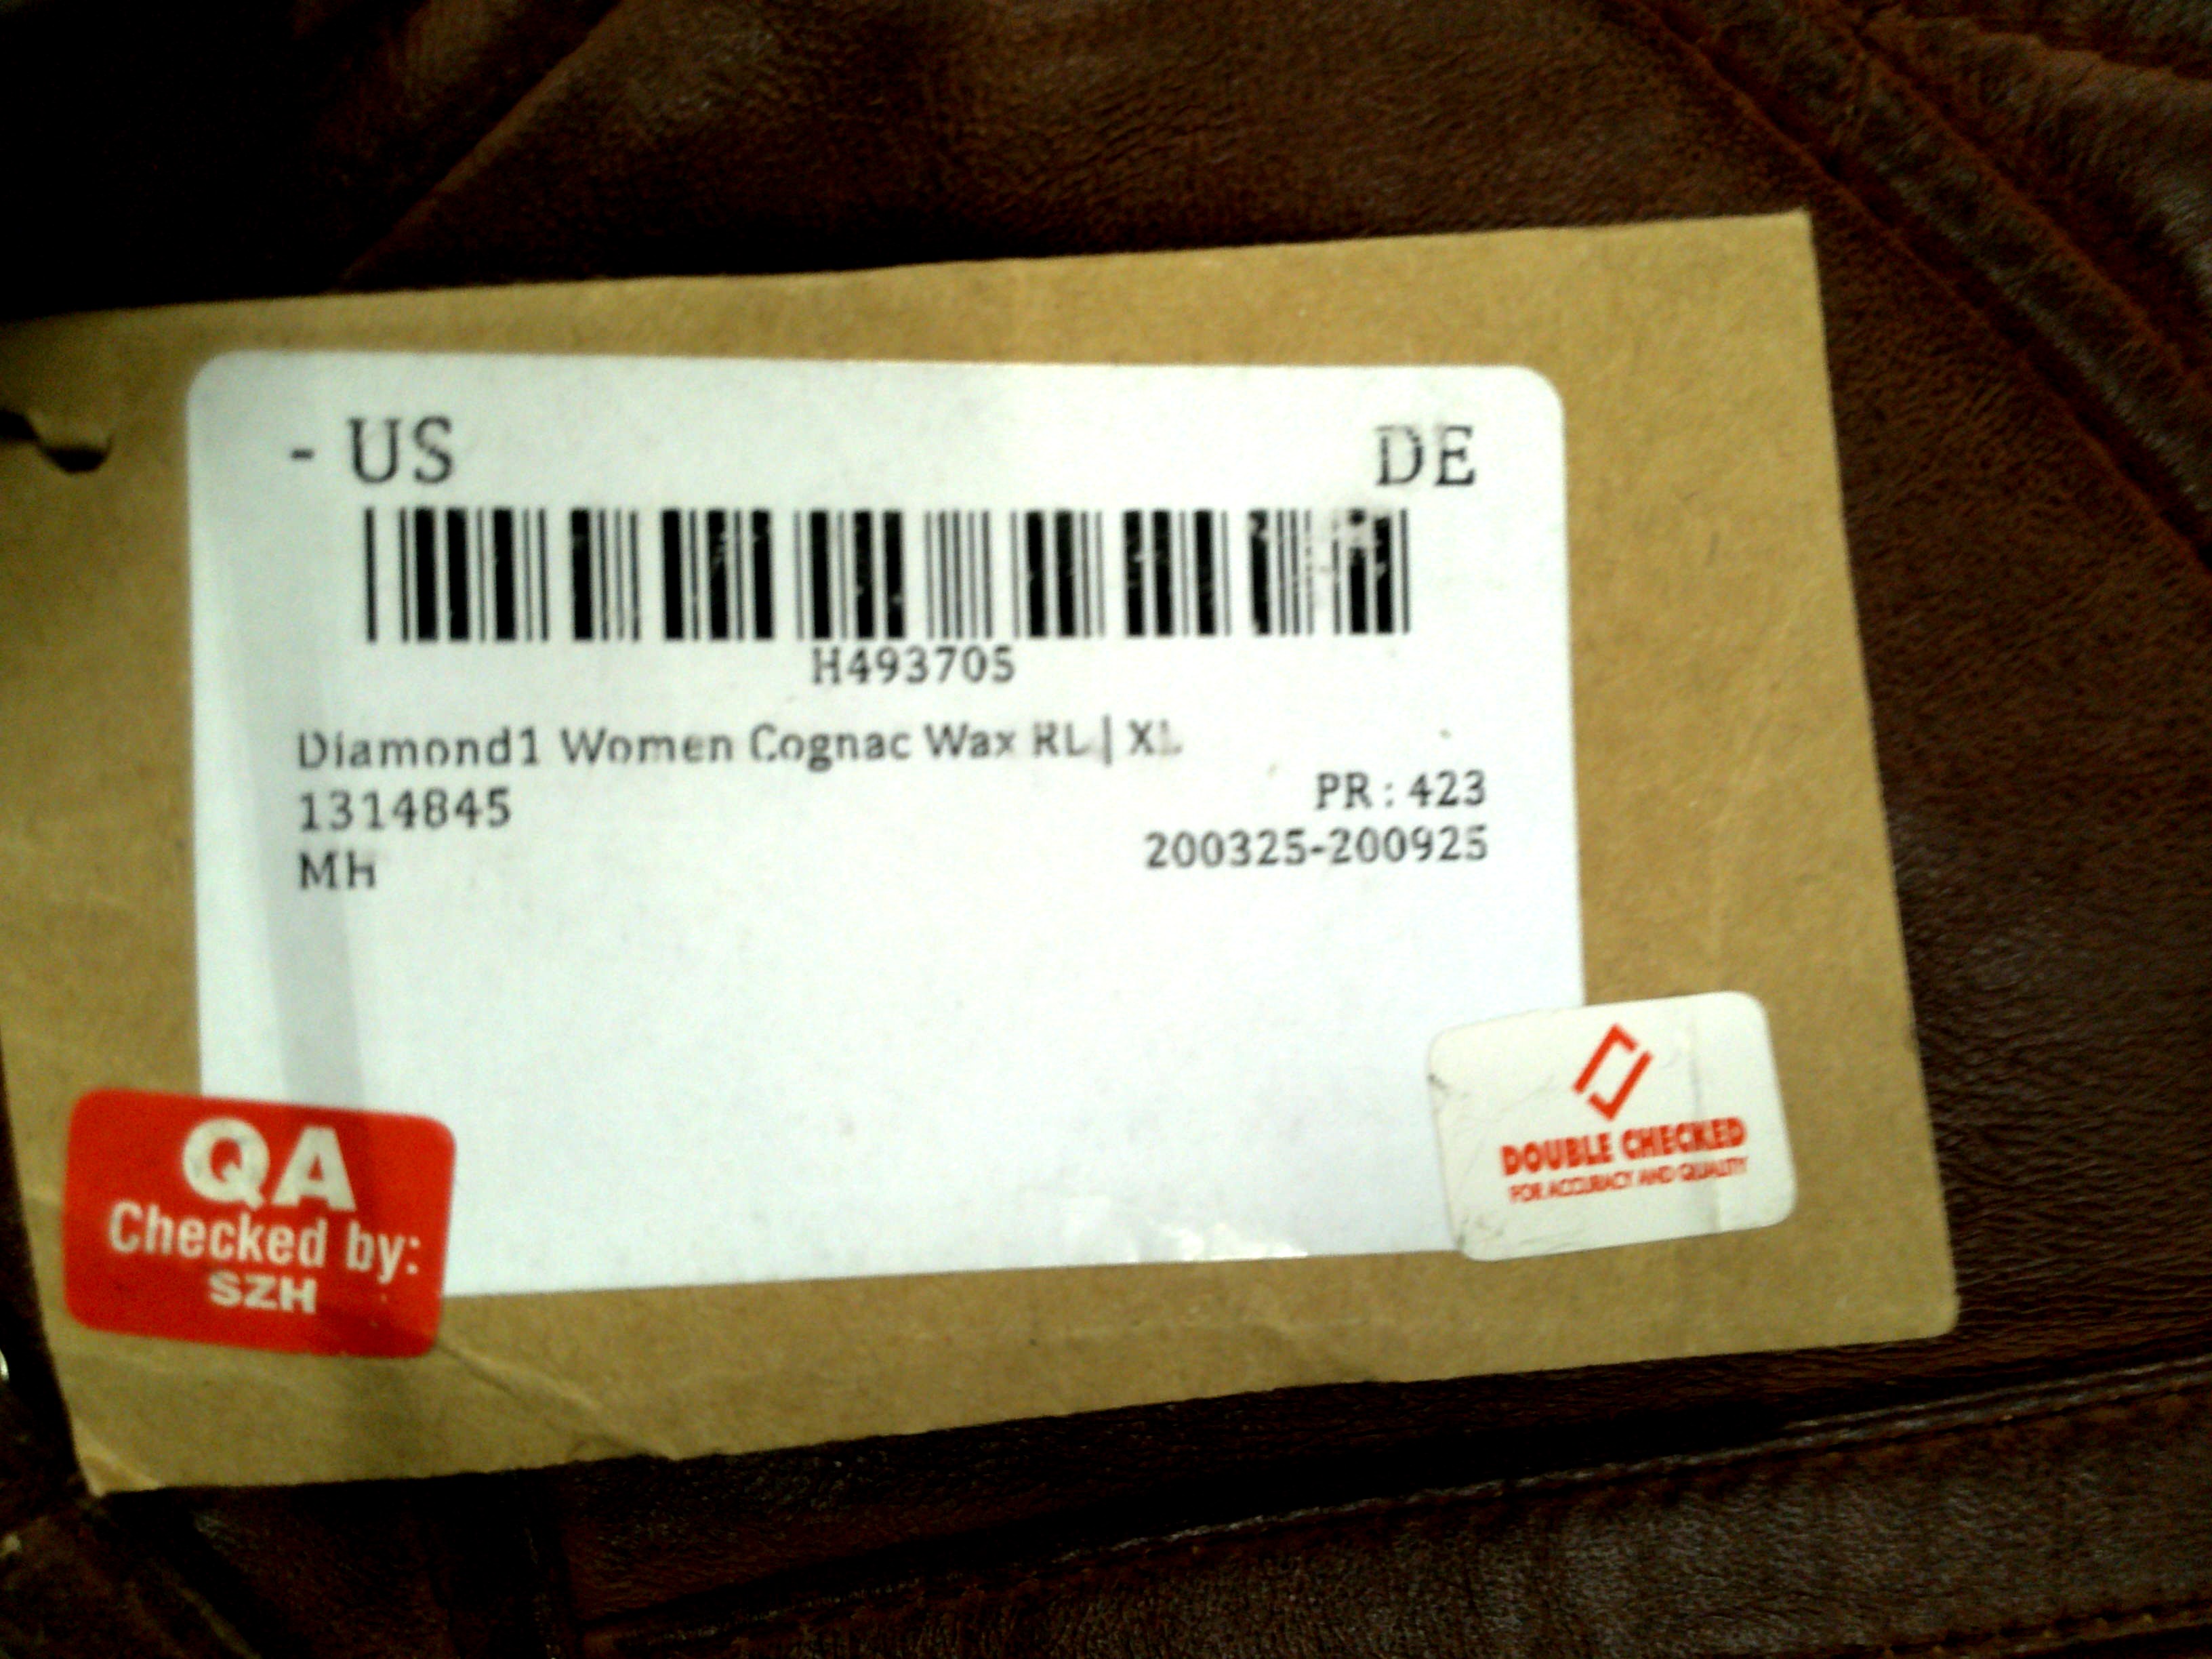 - US DE
H493705
Diamond1 Women Cognac Wax RL | XL
1314845 PR : 423
MH 200325-200925
QA
Checked by:
SZH
DOUBLE CHECKED
FOR ACCURACY AND QUALITY